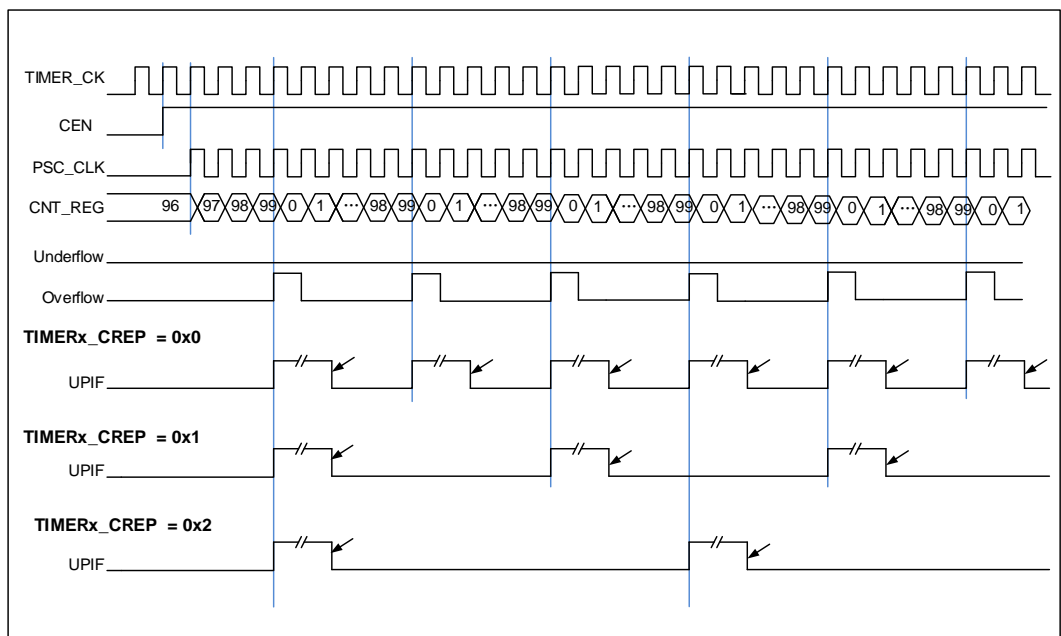 TIMER_CK
CEN
PSC_CLK
CNT_REG 96 97 98 99 0 1 ... 98 99 0 1 ... 98 99 0 1 ... 98 99 0 1 ... 98 99 0 1 ... 98 99 0 1
Underflow
Overflow
TIMERx_CREP = 0x0
UPIF
TIMERx_CREP = 0x1
UPIF
TIMERx_CREP = 0x2
UPIF